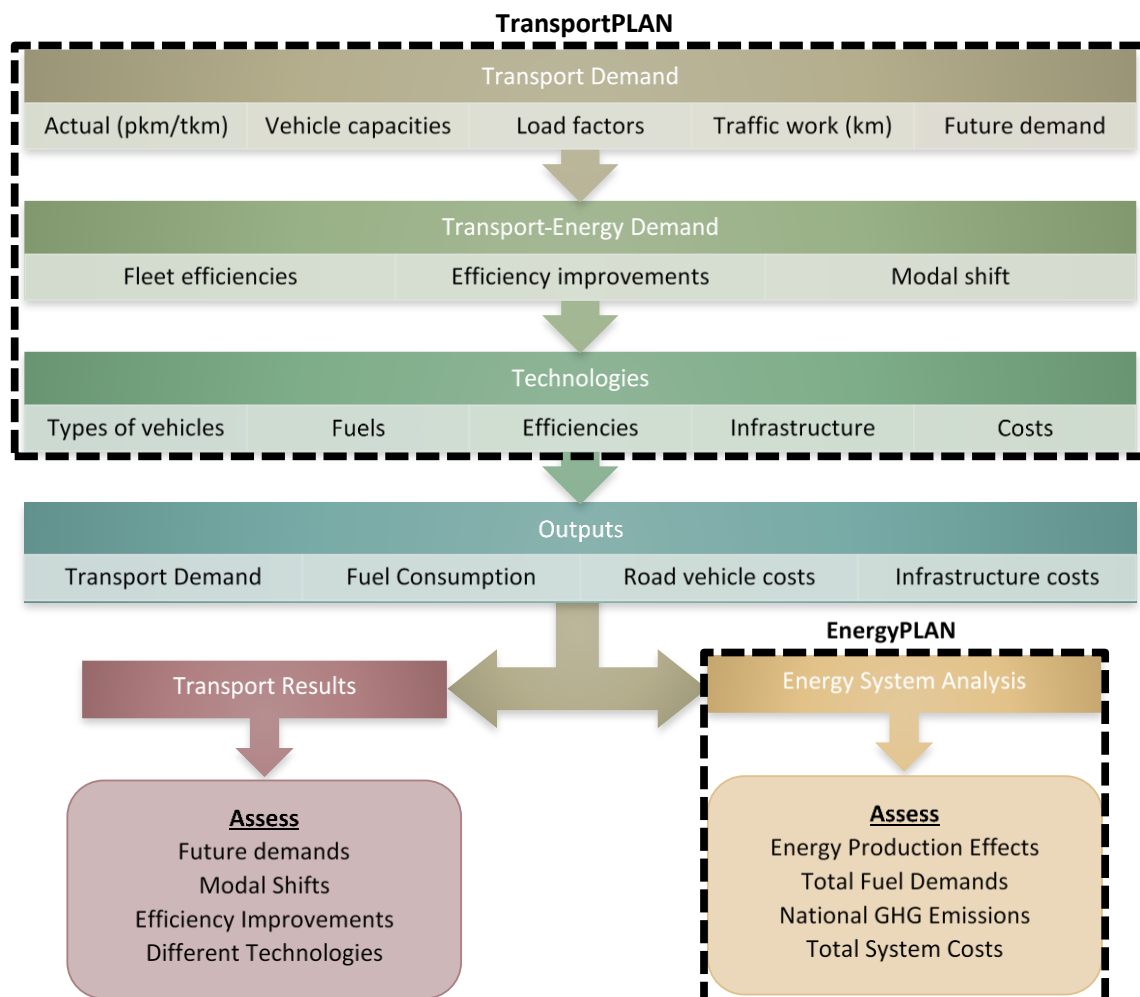 TransportPLAN
Transport Demand
Actual (pkm/tkm) Vehicle capacities Load factors Traffic work (km) Future demand
Transport-Energy Demand
Fleet efficiencies Efficiency improvements Modal shift
Technologies
Types of vehicles Fuels Efficiencies Infrastructure Costs
Outputs
Transport Demand Fuel Consumption Road vehicle costs Infrastructure costs
EnergyPLAN
Transport Results
Energy System Analysis
Assess
Future demands
Modal Shifts
Efficiency Improvements
Different Technologies
Assess
Energy Production Effects
Total Fuel Demands
National GHG Emissions
Total System Costs